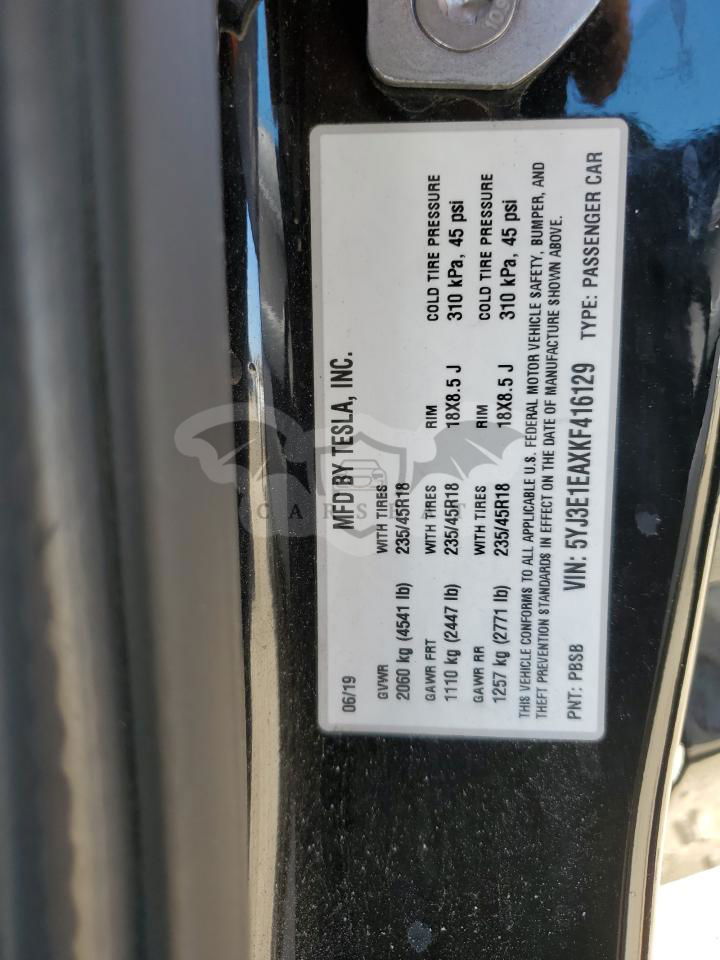 06/19
MFD BY TESLA, INC.
GVWR WITH TIRES
2060 kg (4541 lb) 235/45R18
GAWR FRT WITH TIRES RIM COLD TIRE PRESSURE
1110 kg (2447 lb) 235/45R18 18X8.5 J 310 kPa, 45 psi
GAWR RR WITH TIRES RIM COLD TIRE PRESSURE
1257 kg (2771 lb) 235/45R18 18X8.5 J 310 kPa, 45 psi
THIS VEHICLE CONFORMS TO ALL APPLICABLE U.S. FEDERAL MOTOR VEHICLE SAFETY, BUMPER, AND
THEFT PREVENTION STANDARDS IN EFFECT ON THE DATE OF MANUFACTURE SHOWN ABOVE.
PNT: PBSB VIN: 5YJ3E1EAXKF416129 TYPE: PASSENGER CAR